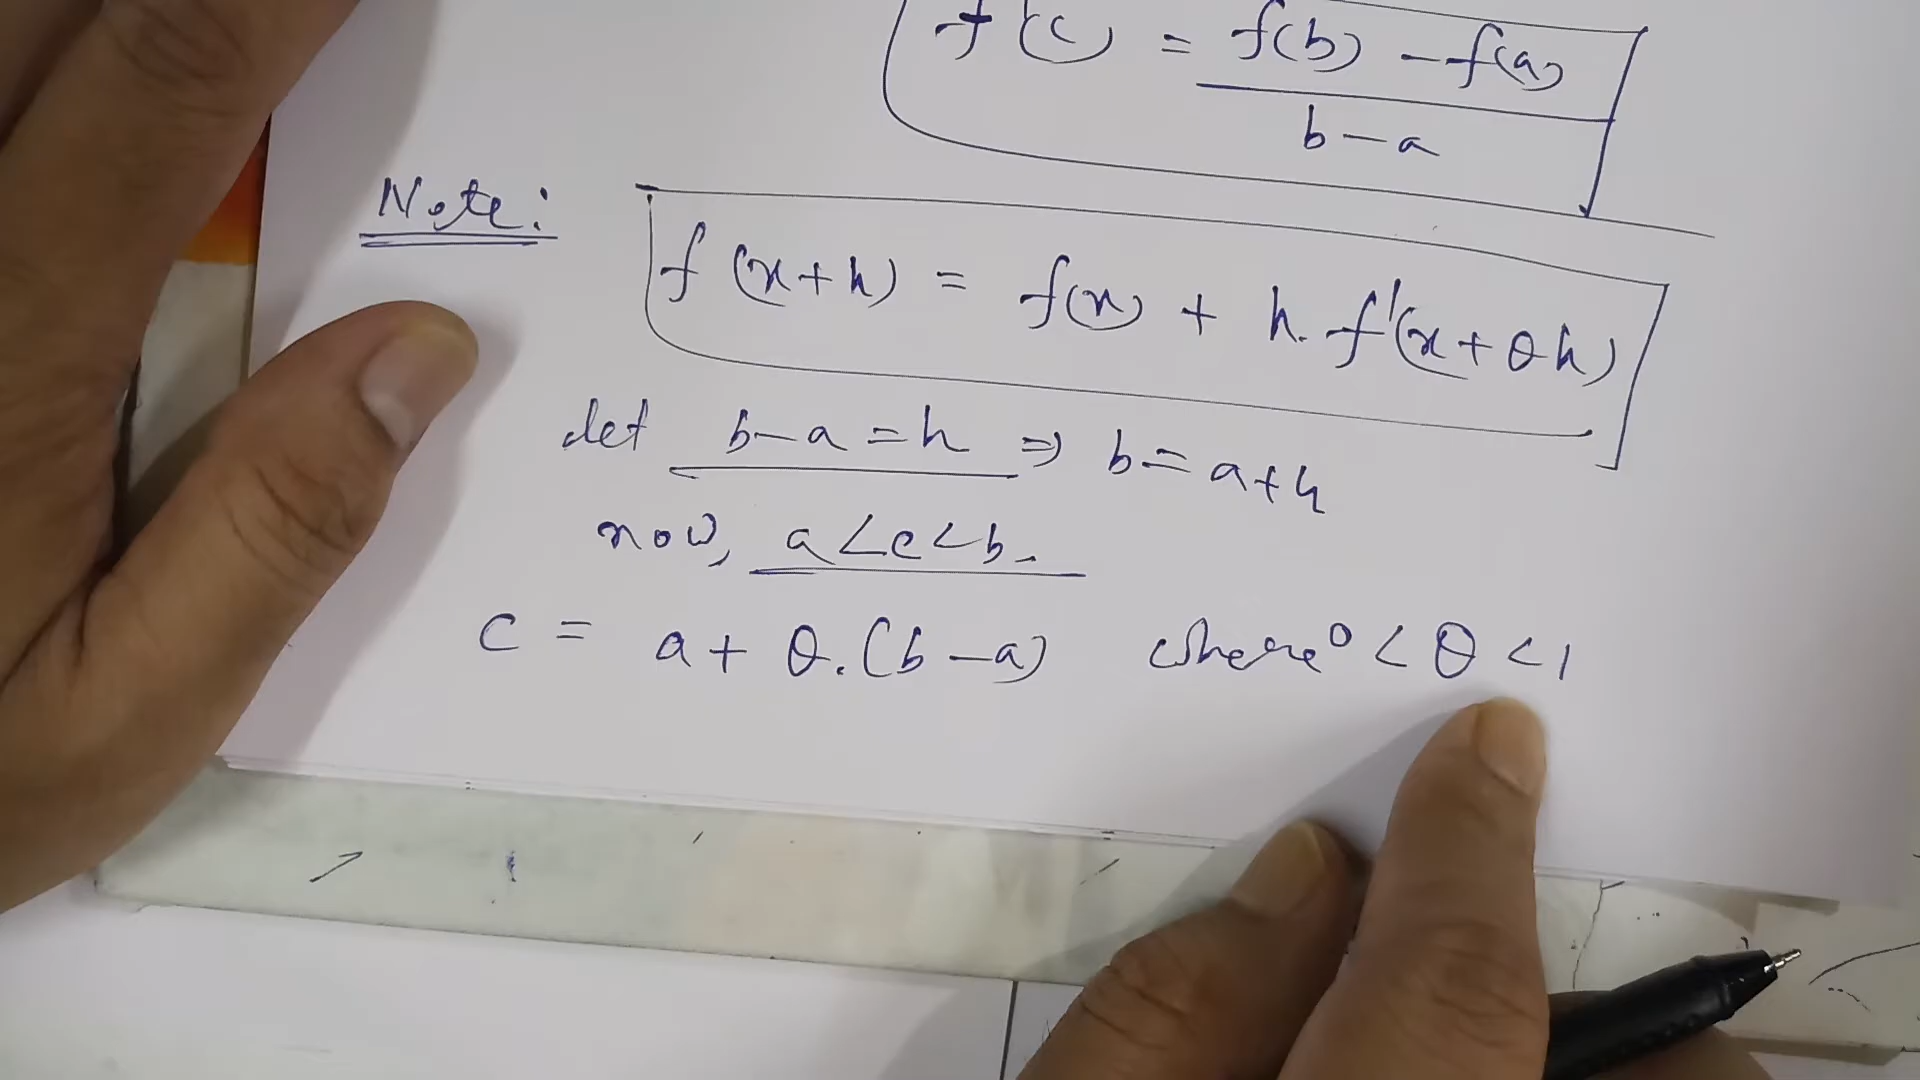 f'(c) = f(b) - f(a) / b - a
Note:
f (x+h) = f(x) + h. f'(x+θh)
Let b-a=h ⇒ b= a+h
now, a<c<b.
c = a+ θ.(b-a) where 0 < θ <1